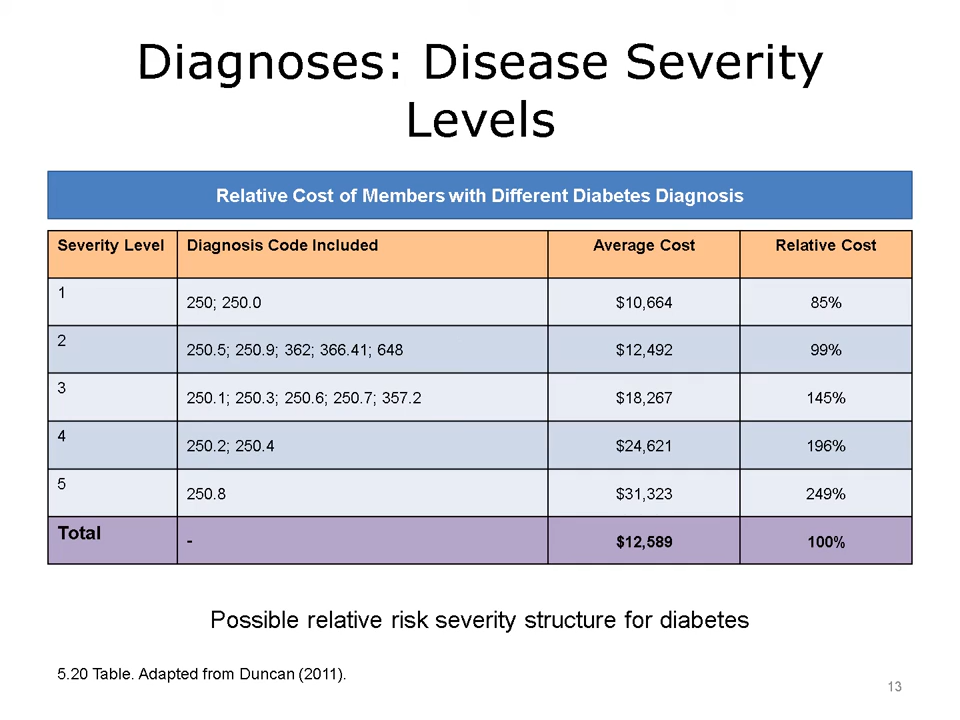 Diagnoses: Disease Severity
Levels
Relative Cost of Members with Different Diabetes Diagnosis
Severity Level Diagnosis Code Included Average Cost Relative Cost
1 250; 250.0 $10,664 85%
2 250.5; 250.9; 362; 366.41; 648 $12,492 99%
3 250.1; 250.3; 250.6; 250.7; 357.2 $18,267 145%
4 250.2; 250.4 $24,621 196%
5 250.8 $31,323 249%
Total - $12,589 100%
Possible relative risk severity structure for diabetes
5.20 Table. Adapted from Duncan (2011).
13